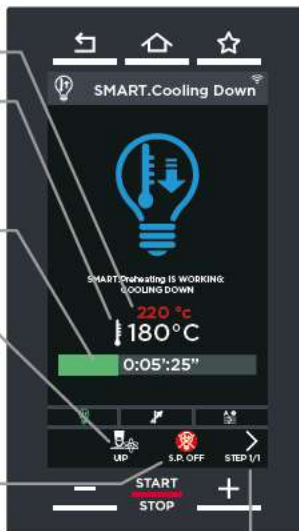 SMART.Cooling Down
SMART.Preheating IS WORKING:
COOLING DOWN
220 °c
180°C
0:05':25"
UIP
S.P. OFF
STEP 1/1
START
STOP